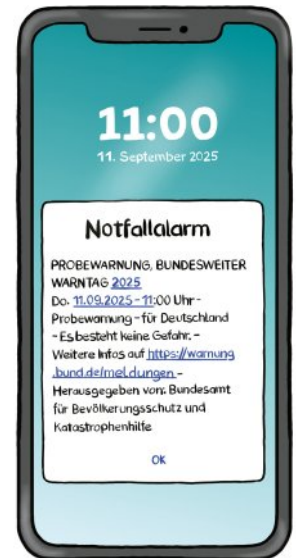 11:00
11. September 2025
Notfallalarm
PROBEWARNUNG, BUNDESWEITER
WARNTAG 2025
Do. 11.09.2025 - 11:00 Uhr -
Probewarnung - für Deutschland
- Es besteht keine Gefahr. -
Weitere Infos auf https://warnung
.bund.de/meldungen -
Herausgegeben von: Bundesamt
für Bevölkerungsschutz und
Katastrophenhilfe
OK